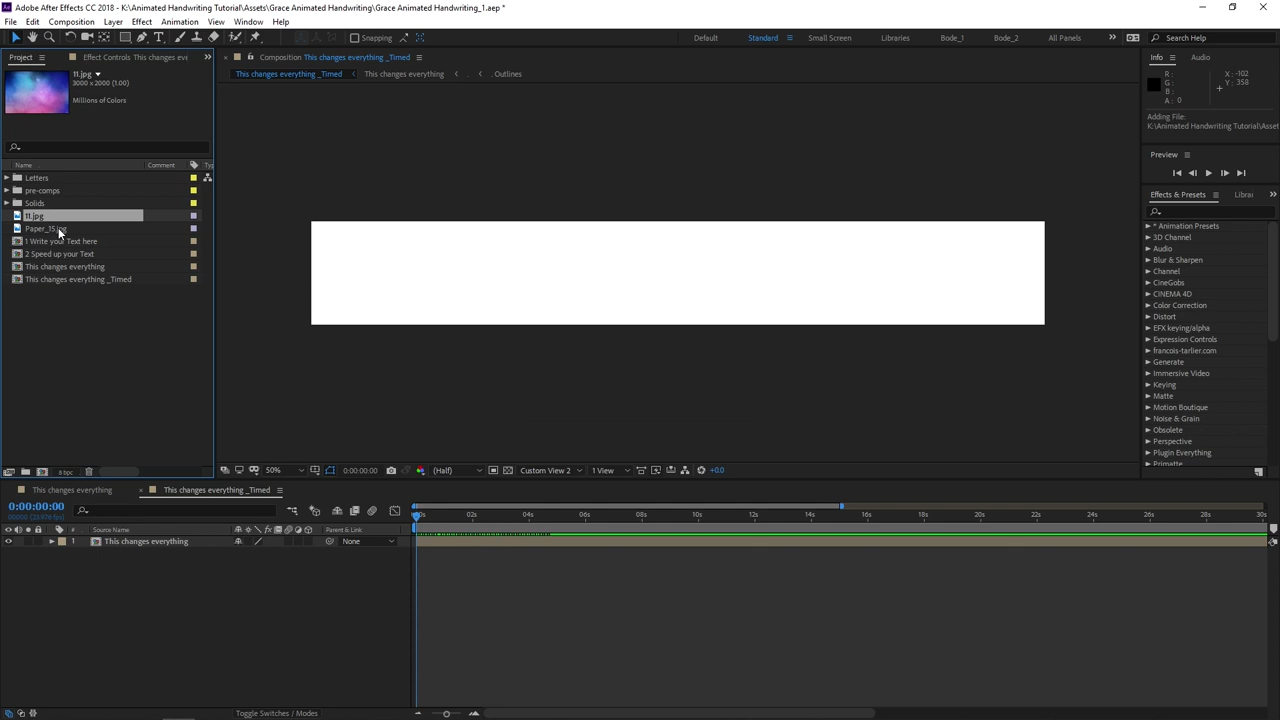 Adobe After Effects CC 2018 - K:\Animated Handwriting Tutorial\Assets\Grace Animated Handwriting\Grace Animated Handwriting_1.aep *
File Edit Composition Layer Effect Animation View Window Help
Snapping Default Standard Small Screen Libraries Bode_1 Bode_2 All Panels Search Help
Project Effect Controls This changes eve Composition This changes everything _Timed Info Audio
11.jpg
3000 x 2000 (1.00)
Millions of Colors
This changes everything _Timed This changes everything . Outlines
R: X: -102
G: Y: 358
B:
A: 0
Adding File:
K:\Animated Handwriting Tutorial\Asset
Preview
Name Comment Typ
Letters
pre-comps
Solids
11.jpg
Paper_15.jpg
1 Write your Text here
2 Speed up your Text
This changes everything
This changes everything _Timed
Effects & Presets Librai
* Animation Presets
3D Channel
Audio
Blur & Sharpen
Channel
CineGobs
CINEMA 4D
Color Correction
Distort
EFX keying/alpha
Expression Controls
francois-tarlier.com
Generate
Immersive Video
Keying
Matte
Motion Boutique
Noise & Grain
Obsolete
Perspective
Plugin Everything
Primatte
8 bpc 50% 0:00:00:00 (Half) Custom View 2 1 View +0.0
This changes everything This changes everything _Timed
0:00:00:00
# Source Name Parent & Link
1 This changes everything None
02s 04s 06s 08s 10s 12s 14s 16s 18s 20s 22s 24s 26s 28s 30s
Toggle Switches / Modes